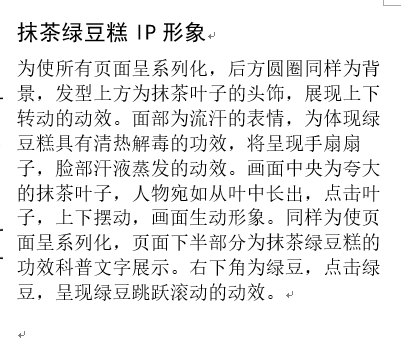 抹茶绿豆糕 IP 形象
为使所有页面呈系列化，后方圆圈同样为背
景，发型上方为抹茶叶子的头饰，展现上下
转动的动效。面部为流汗的表情，为体现绿
豆糕具有清热解毒的功效，将呈现手扇扇
子，脸部汗液蒸发的动效。画面中央为夸大
的抹茶叶子，人物宛如从叶中长出，点击叶
子，上下摆动，画面生动形象。同样为使页
面呈系列化，页面下半部分为抹茶绿豆糕的
功效科普文字展示。右下角为绿豆，点击绿
豆，呈现绿豆跳跃滚动的动效。